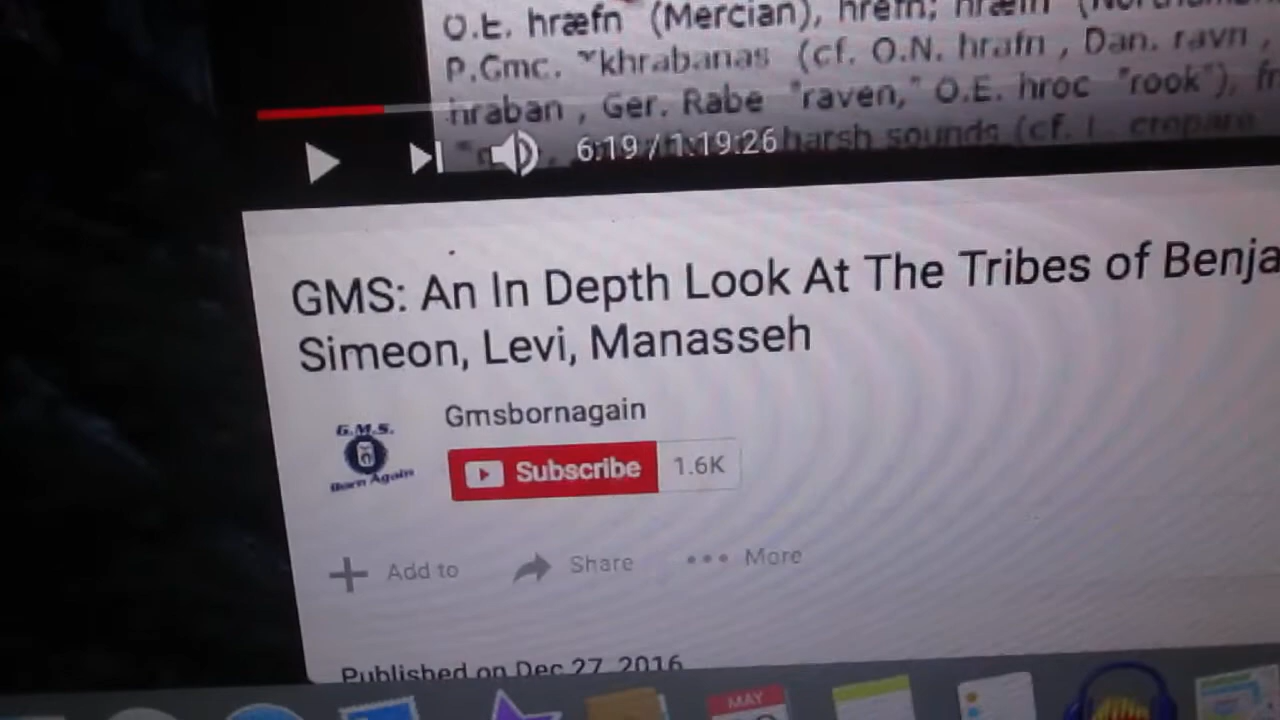 O.E. hræfn (Mercian), hrefn; hræfn
P.Gmc. *khrabanas (cf. O.N. hrafn , Dan. ravn ,
hraban , Ger. Rabe "raven," O.E. hroc "rook"),
harsh sounds (cf. L. crepare
6:19 / 1:19:26
GMS: An In Depth Look At The Tribes of Benja
Simeon, Levi, Manasseh
Gmsbornagain
G.M.S.
Born Again
Subscribe 1.6K
Add to Share More
Published on Dec 27, 2016
MAY